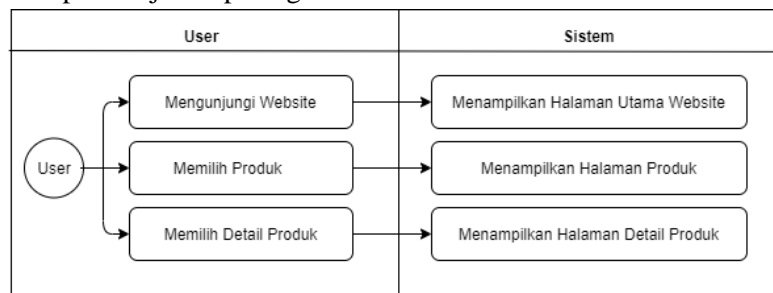 User Sistem
Mengunjungi Website Menampilkan Halaman Utama Website
User Memilih Produk Menampilkan Halaman Produk
Memilih Detail Produk Menampilkan Halaman Detail Produk